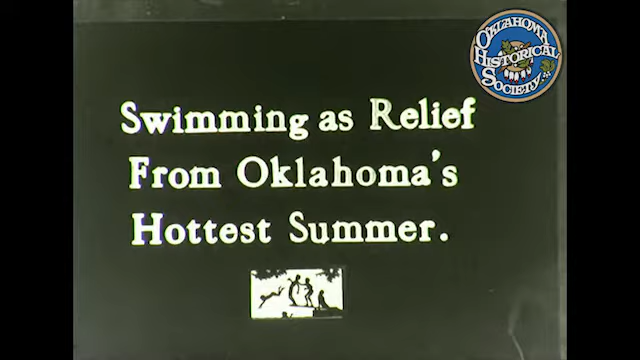 OKLAHOMA
HISTORICAL
SOCIETY
Swimming as Relief
From Oklahoma's
Hottest Summer.